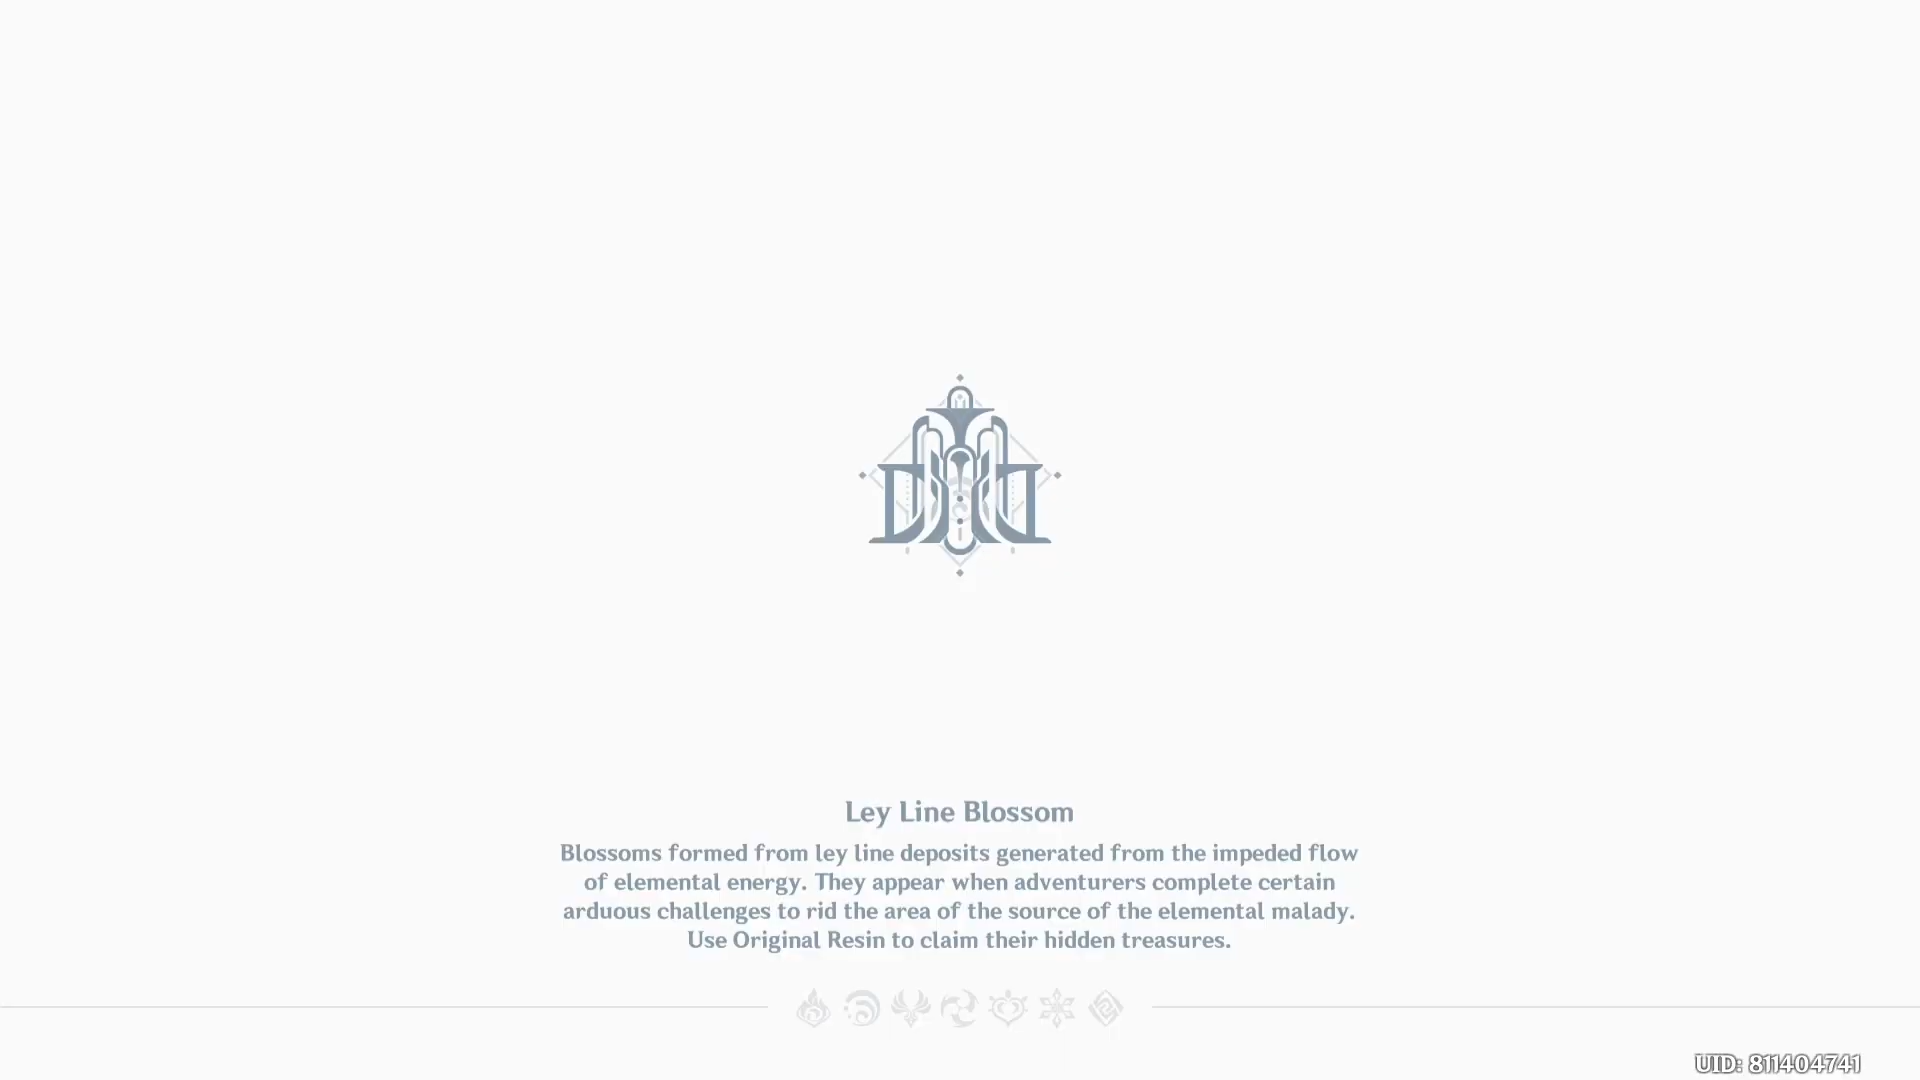 Ley Line Blossom
Blossoms formed from ley line deposits generated from the impeded flow
of elemental energy. They appear when adventurers complete certain
arduous challenges to rid the area of the source of the elemental malady.
Use Original Resin to claim their hidden treasures.
UID: 811404741